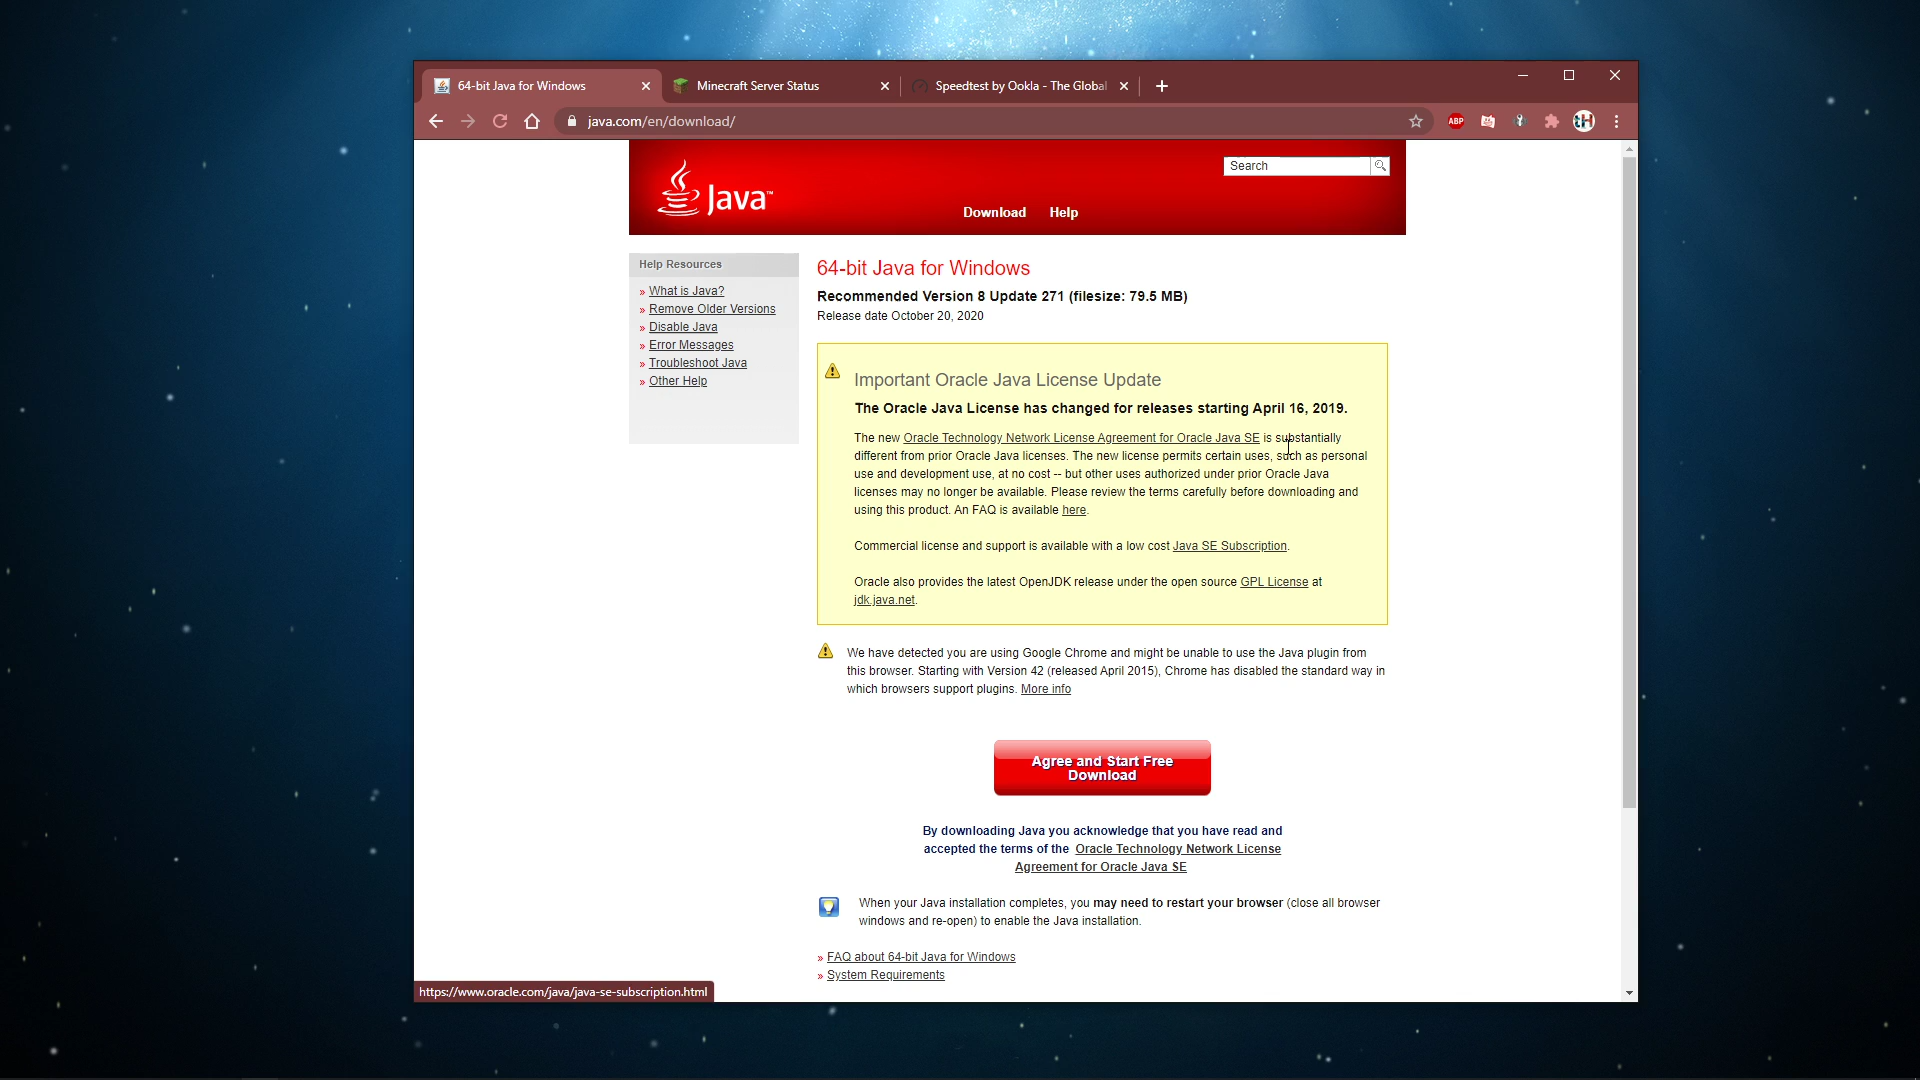 64-bit Java for Windows
Minecraft Server Status
Speedtest by Ookla - The Global
java.com/en/download/
ABP
Java™
Search
Download Help
Help Resources
» What is Java?
» Remove Older Versions
» Disable Java
» Error Messages
» Troubleshoot Java
» Other Help
64-bit Java for Windows
Recommended Version 8 Update 271 (filesize: 79.5 MB)
Release date October 20, 2020
Important Oracle Java License Update
The Oracle Java License has changed for releases starting April 16, 2019.
The new Oracle Technology Network License Agreement for Oracle Java SE is substantially
different from prior Oracle Java licenses. The new license permits certain uses, such as personal
use and development use, at no cost -- but other uses authorized under prior Oracle Java
licenses may no longer be available. Please review the terms carefully before downloading and
using this product. An FAQ is available here.
Commercial license and support is available with a low cost Java SE Subscription.
Oracle also provides the latest OpenJDK release under the open source GPL License at
jdk.java.net.
We have detected you are using Google Chrome and might be unable to use the Java plugin from
this browser. Starting with Version 42 (released April 2015), Chrome has disabled the standard way in
which browsers support plugins. More info
Agree and Start Free
Download
By downloading Java you acknowledge that you have read and
accepted the terms of the Oracle Technology Network License
Agreement for Oracle Java SE
When your Java installation completes, you may need to restart your browser (close all browser
windows and re-open) to enable the Java installation.
» FAQ about 64-bit Java for Windows
» System Requirements
https://www.oracle.com/java/java-se-subscription.html